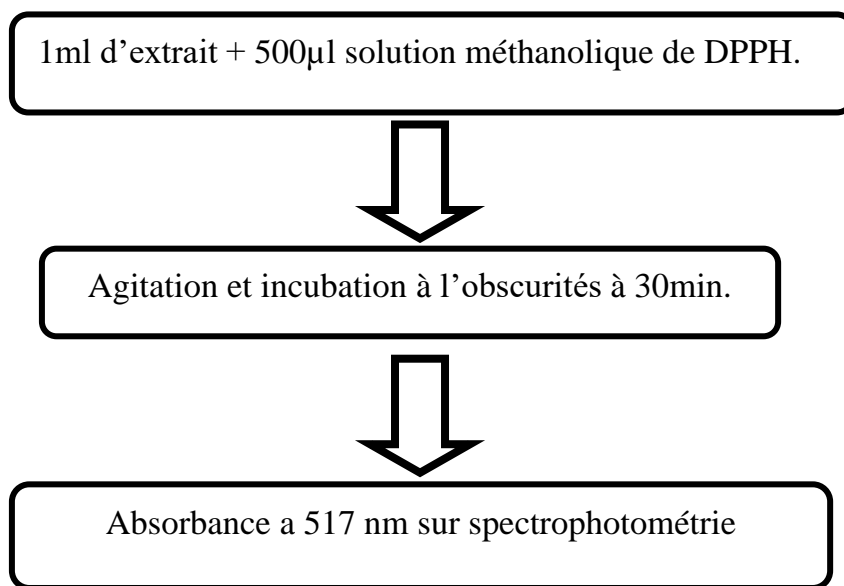 1ml d’extrait + 500µl solution méthanolique de DPPH.
Agitation et incubation à l’obscurités à 30min.
Absorbance a 517 nm sur spectrophotométrie